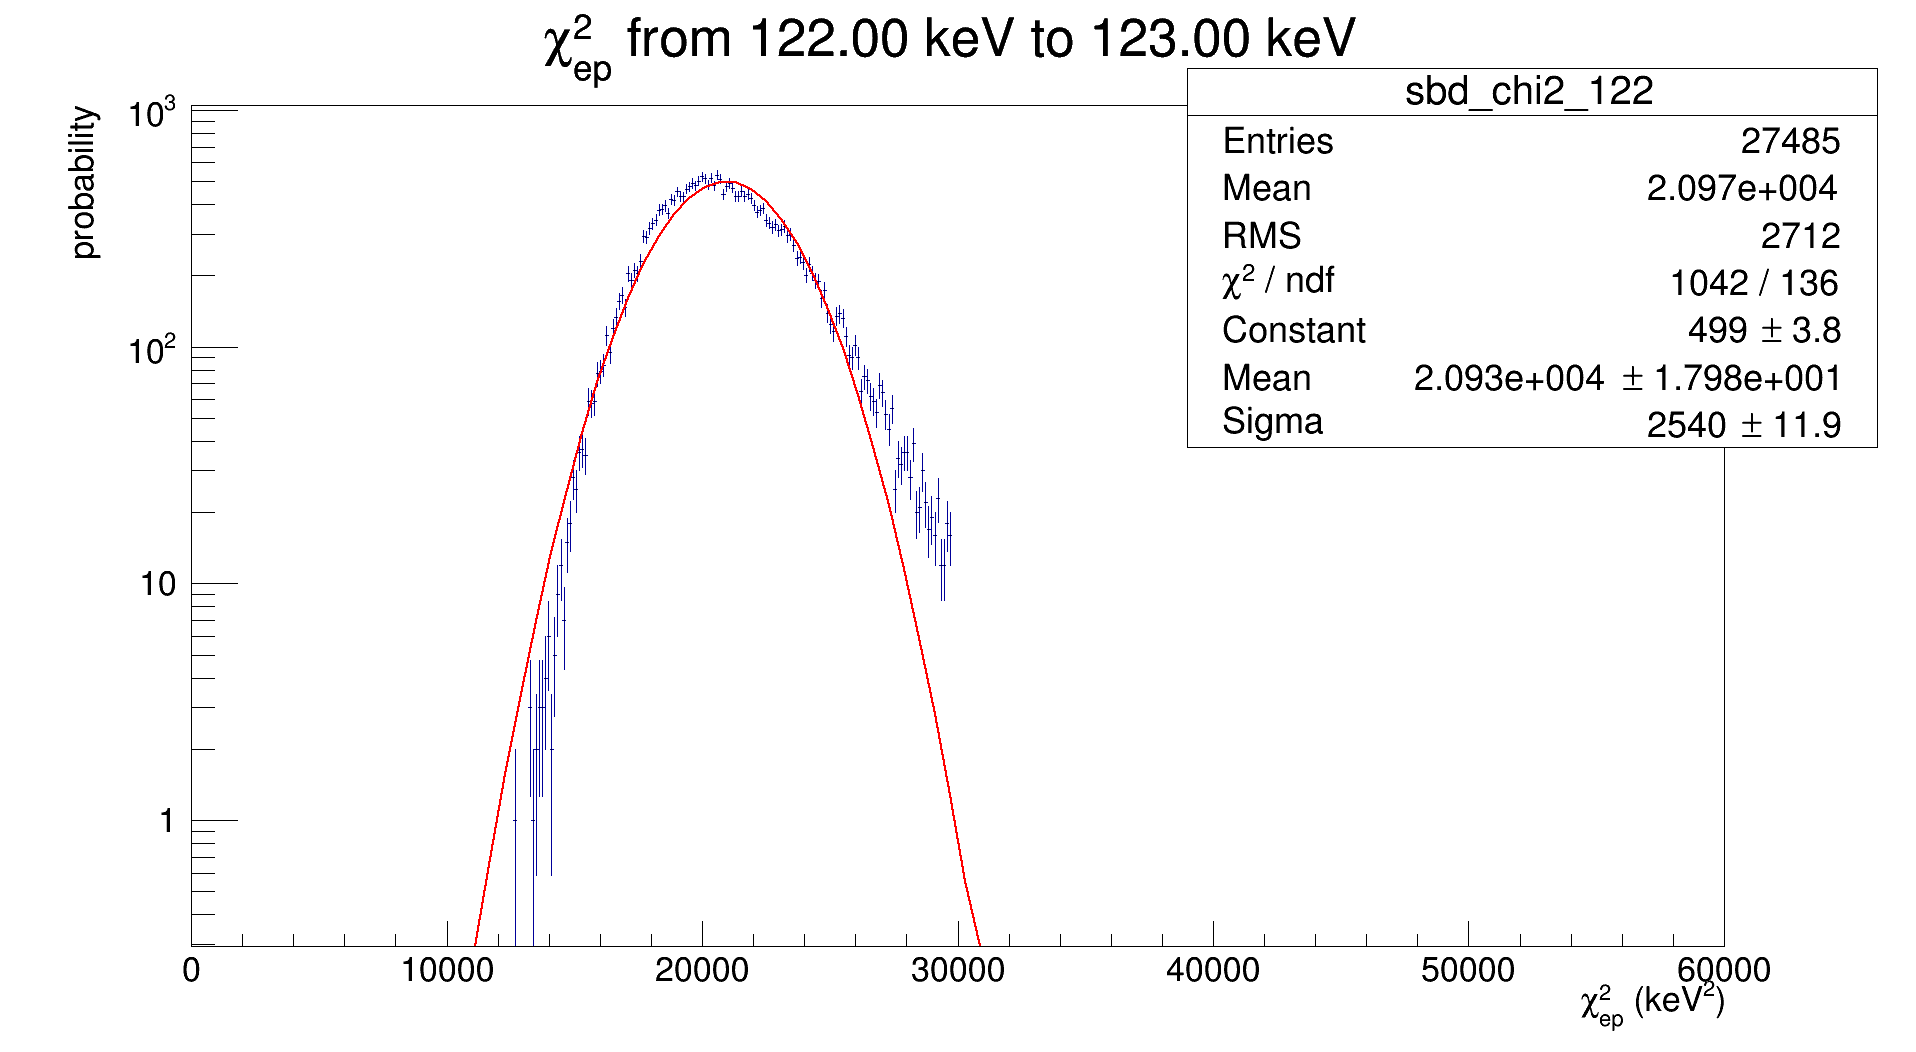 χ²ep from 122.00 keV to 123.00 keV
sbd_chi2_122
Entries 27485
Mean 2.097e+004
RMS 2712
χ² / ndf 1042 / 136
Constant 499 ± 3.8
Mean 2.093e+004 ± 1.798e+001
Sigma 2540 ± 11.9
probability
10³
10²
10
1
0 10000 20000 30000 40000 50000 60000
χ²ep (keV²)